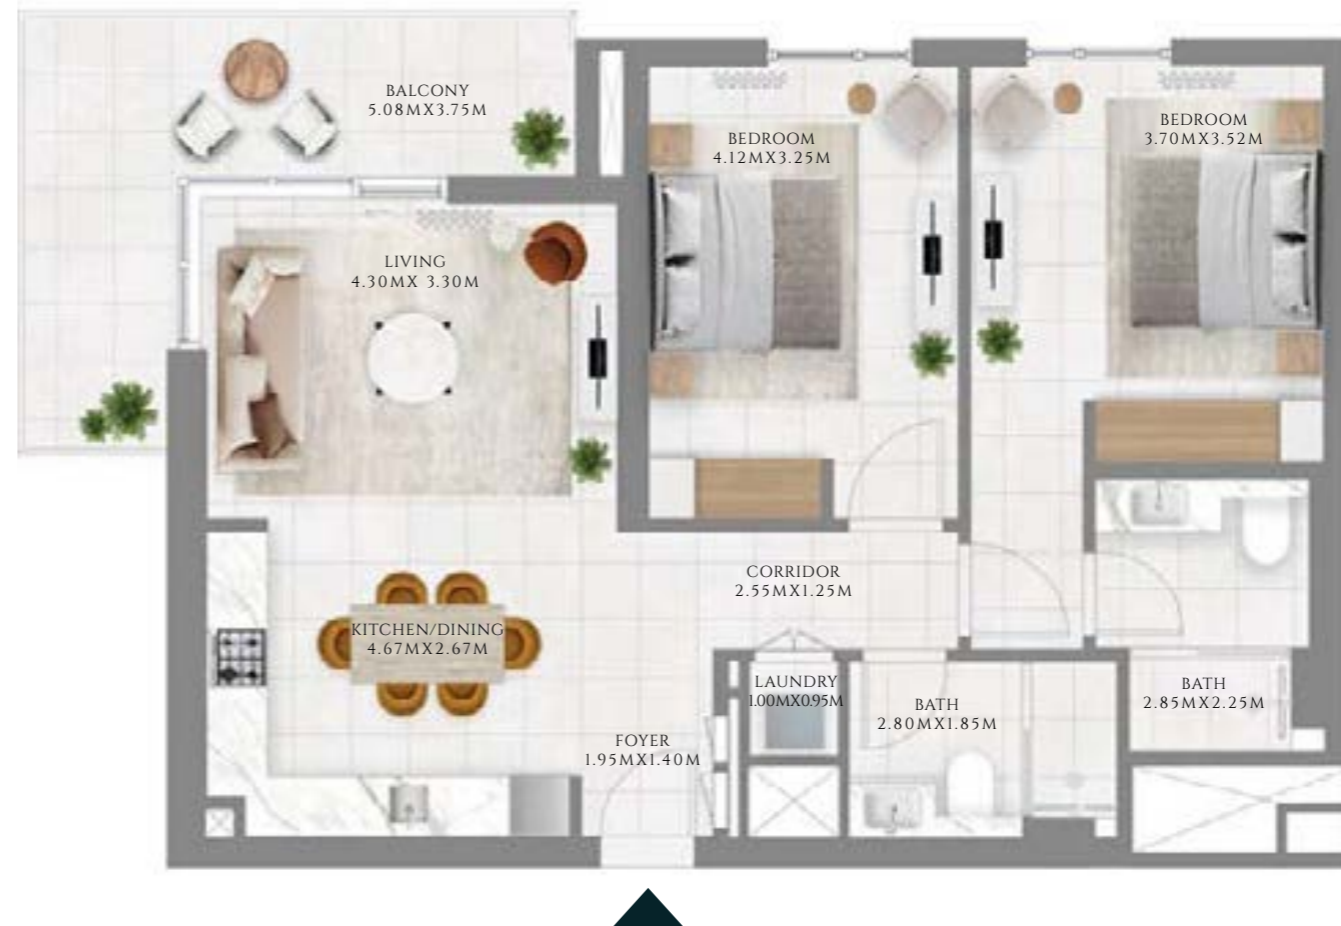 BALCONY
5.08MX3.75M
BEDROOM
4.12MX3.25M
BEDROOM
3.70MX3.52M
LIVING
4.30MX 3.30M
CORRIDOR
2.55MX1.25M
KITCHEN/DINING
4.67MX2.67M
LAUNDRY
1.00MX0.95M
BATH
2.80MX1.85M
BATH
2.85MX2.25M
FOYER
1.95MX1.40M